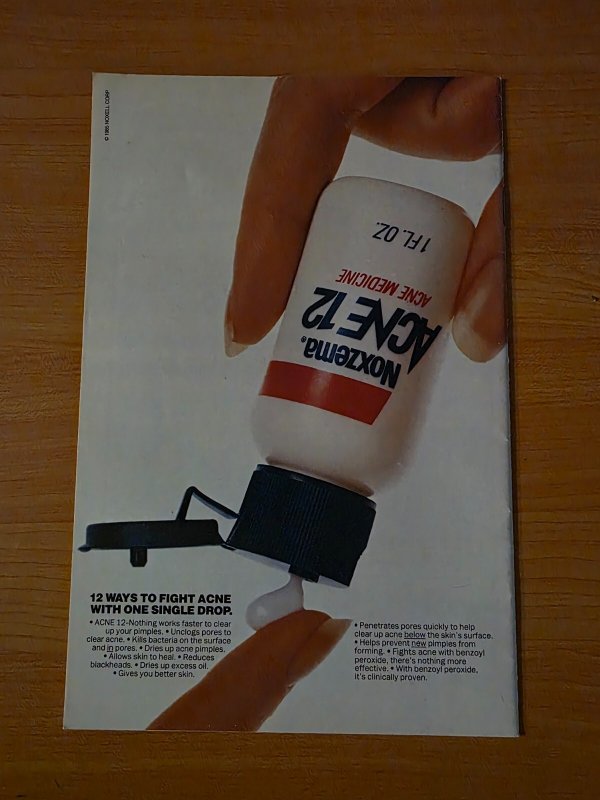 © 1985 NOXELL CORP
1 FL. OZ.
ACNE MEDICINE
ACNE 12
Noxzema®
12 WAYS TO FIGHT ACNE
WITH ONE SINGLE DROP.
• ACNE 12-Nothing works faster to clear
up your pimples. • Unclogs pores to
clear acne. • Kills bacteria on the surface
and in pores. • Dries up acne pimples.
• Allows skin to heal. • Reduces
blackheads. • Dries up excess oil.
• Gives you better skin.
• Penetrates pores quickly to help
clear up acne below the skin's surface.
• Helps prevent new pimples from
forming. • Fights acne with benzoyl
peroxide, there's nothing more
effective. • With benzoyl peroxide,
it's clinically proven.